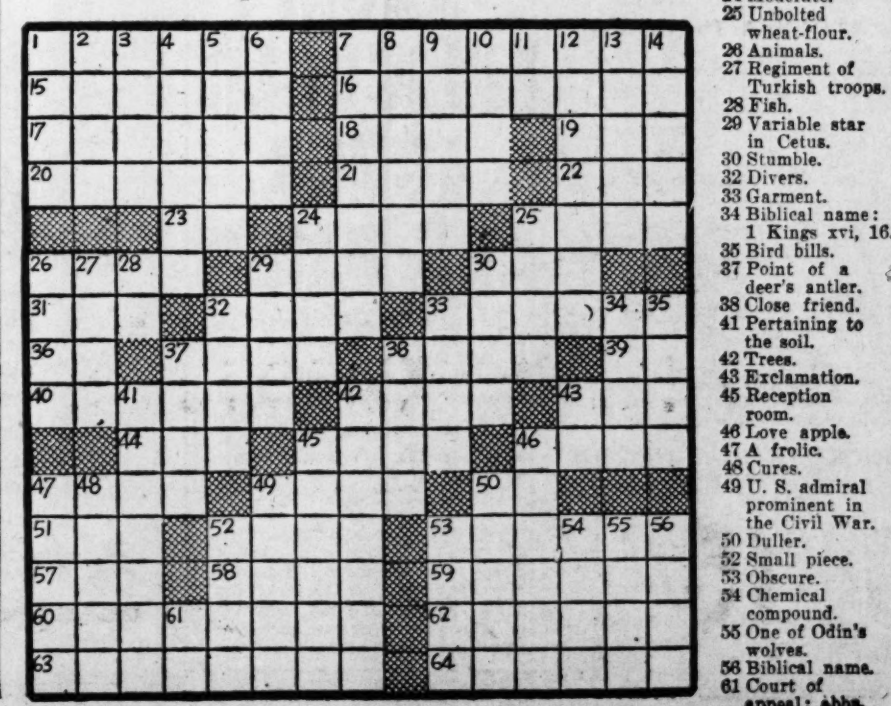 1 2 3 4 5 6 7 8 9 10 11 12 13 14
15 16
17 18 19
20 21 22
23 24 25
26 27 28 29 30
31 32 33 34 35
36 37 38 39
40 41 42 43
44 45 46
47 48 49 50
51 52 53 54 55 56
57 58 59
60 61 62
63 64
25 Unbolted
wheat-flour.
26 Animals.
27 Regiment of
Turkish troops.
28 Fish.
29 Variable star
in Cetus.
30 Stumble.
32 Divers.
33 Garment.
34 Biblical name:
1 Kings xvi, 16.
35 Bird bills.
37 Point of a
deer's antler.
38 Close friend.
41 Pertaining to
the soil.
42 Trees.
43 Exclamation.
45 Reception
room.
46 Love apple.
47 A frolic.
48 Cures.
49 U. S. admiral
prominent in
the Civil War.
50 Duller.
52 Small piece.
53 Obscure.
54 Chemical
compound.
55 One of Odin's
wolves.
56 Biblical name.
61 Court of
appeal: abbr.